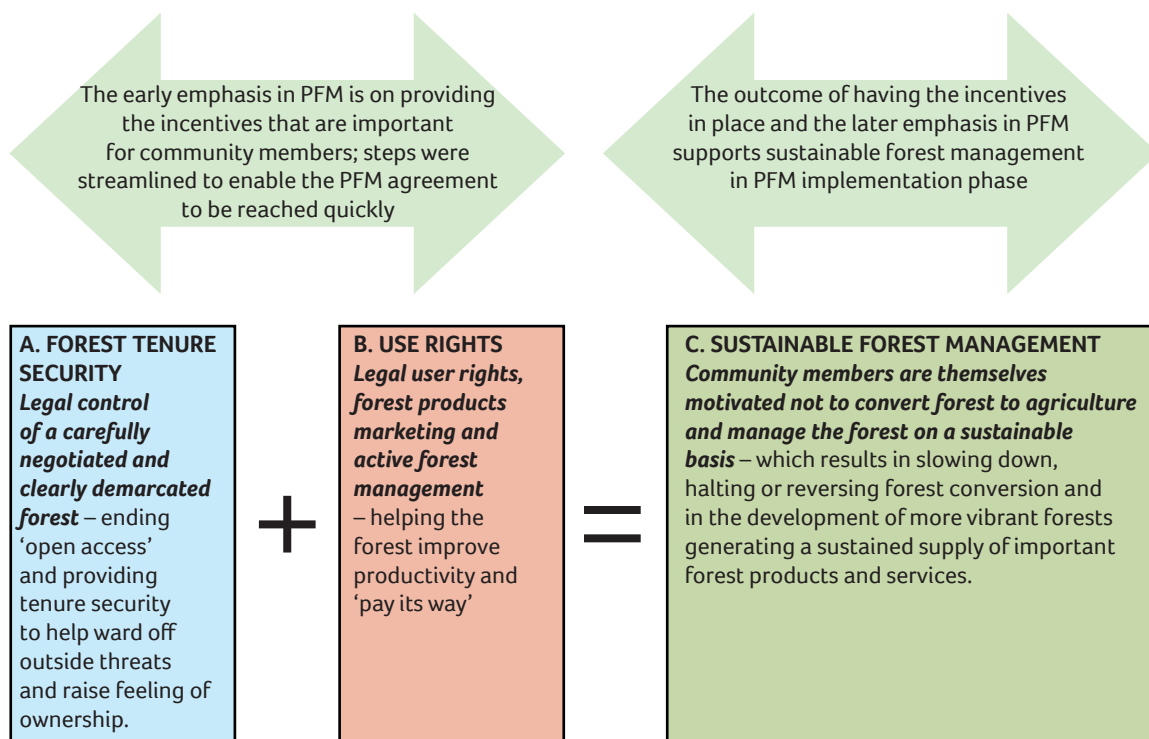 The early emphasis in PFM is on providing
the incentives that are important
for community members; steps were
streamlined to enable the PFM agreement
to be reached quickly
The outcome of having the incentives
in place and the later emphasis in PFM
supports sustainable forest management
in PFM implementation phase
A. FOREST TENURE
SECURITY
Legal control
of a carefully
negotiated and
clearly demarcated
forest – ending
‘open access’
and providing
tenure security
to help ward off
outside threats
and raise feeling of
ownership.
+
B. USE RIGHTS
Legal user rights,
forest products
marketing and
active forest
management
– helping the
forest improve
productivity and
‘pay its way’
=
C. SUSTAINABLE FOREST MANAGEMENT
Community members are themselves
motivated not to convert forest to agriculture
and manage the forest on a sustainable
basis – which results in slowing down,
halting or reversing forest conversion and
in the development of more vibrant forests
generating a sustained supply of important
forest products and services.